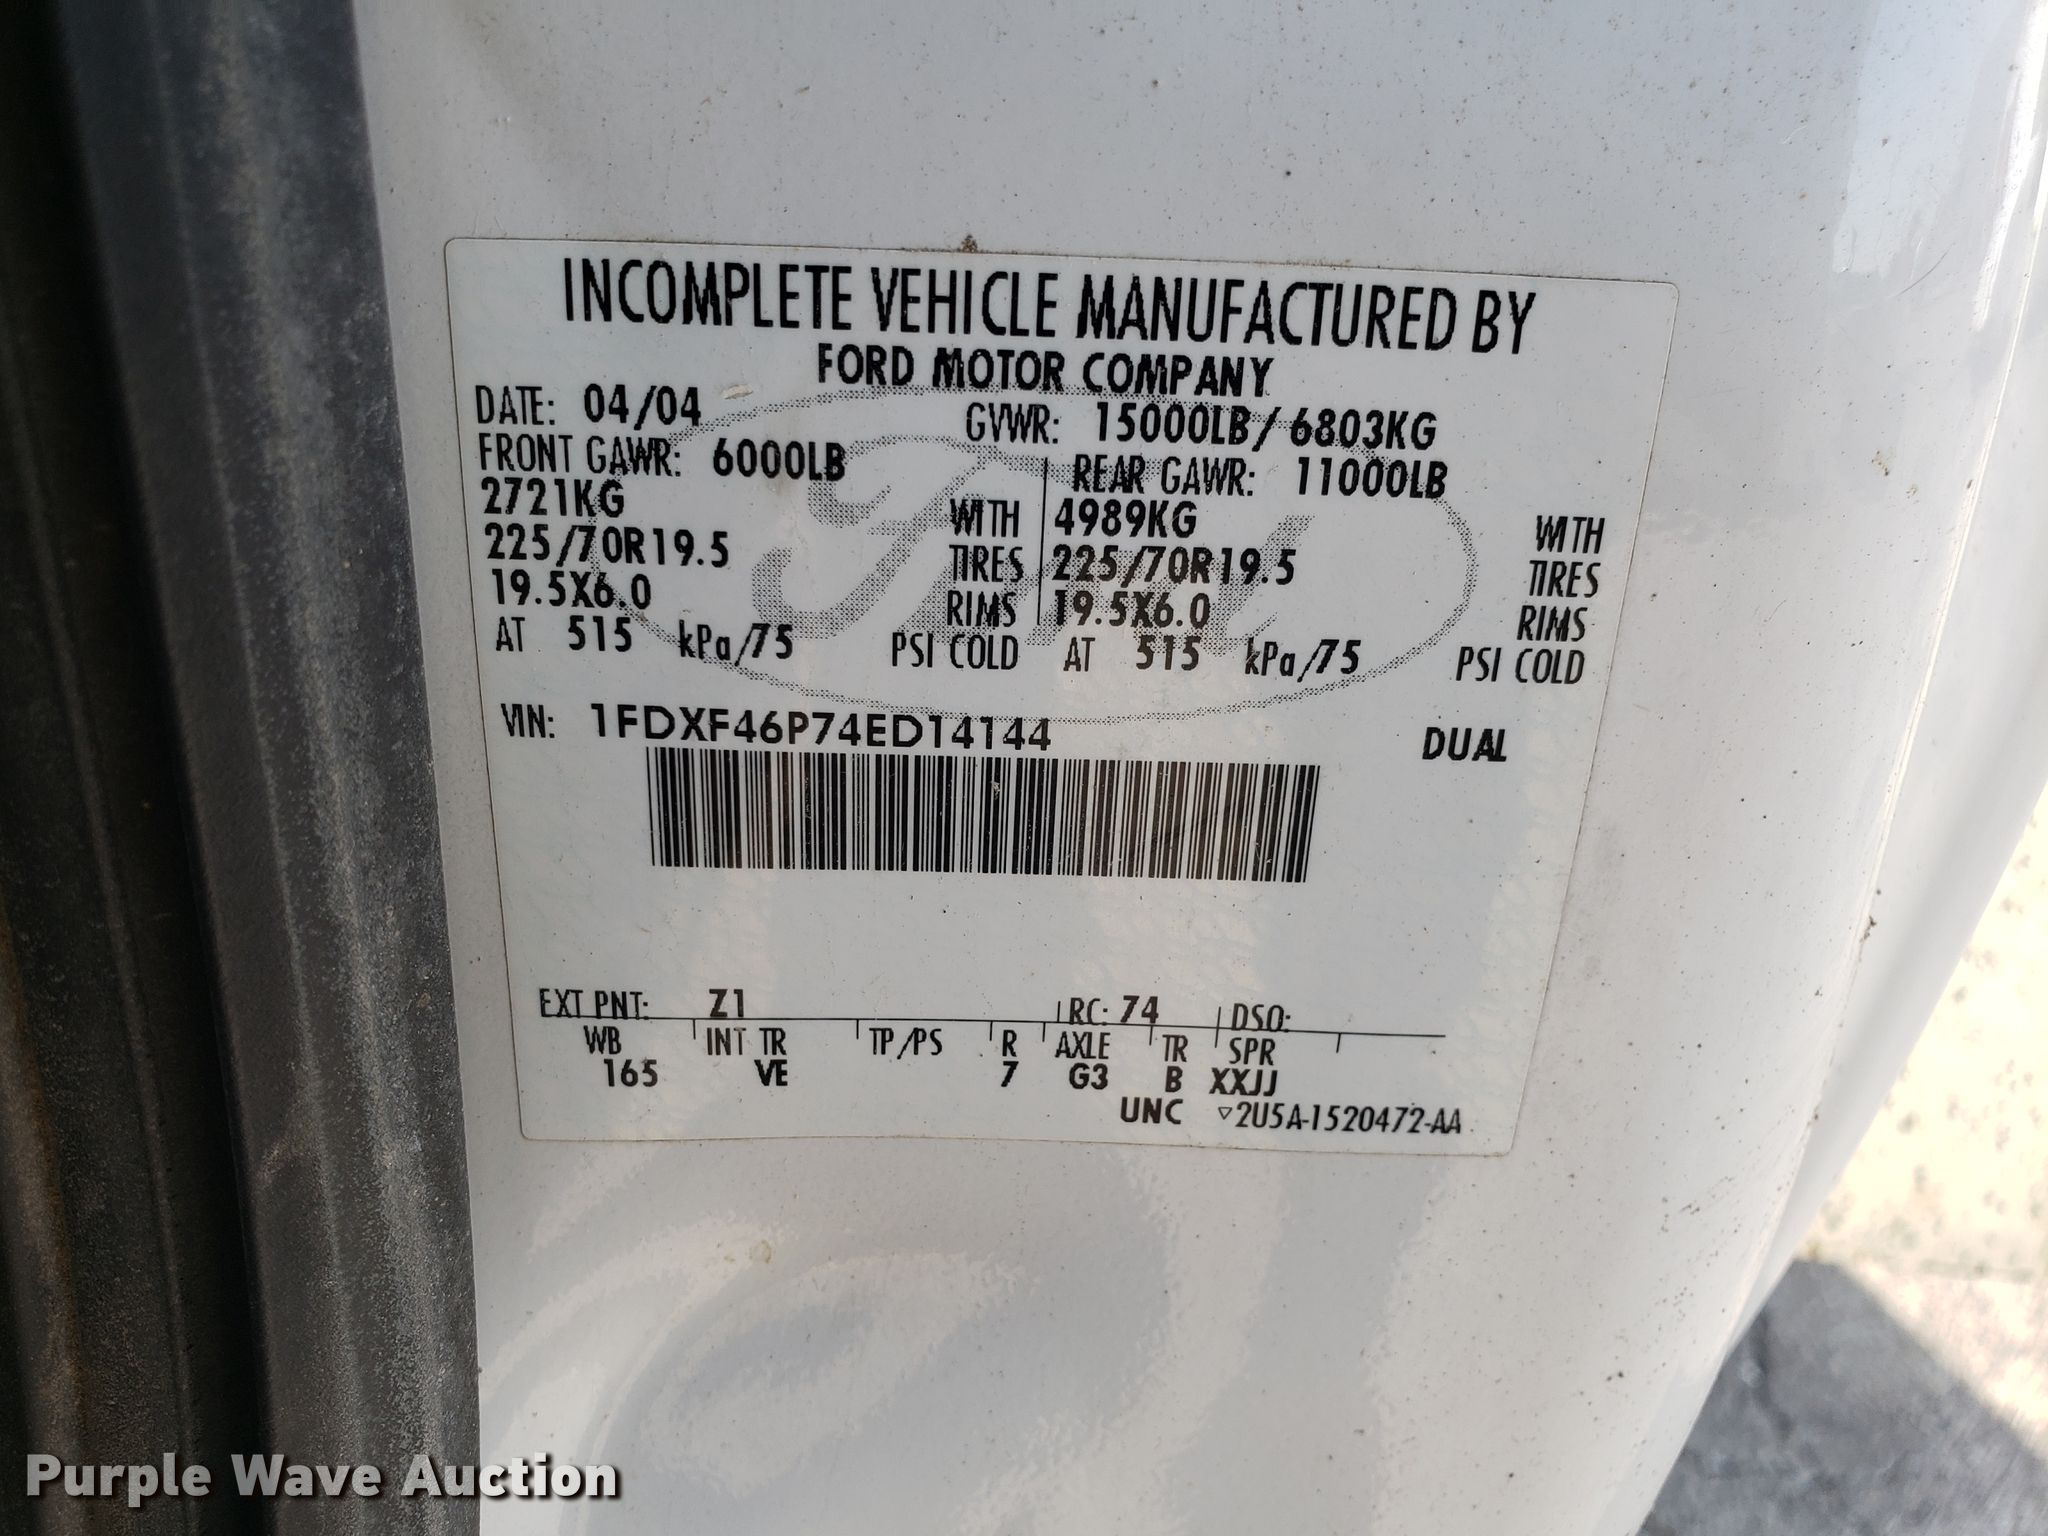 INCOMPLETE VEHICLE MANUFACTURED BY
FORD MOTOR COMPANY
DATE: 04/04 GVWR: 15000LB/ 6803KG
FRONT GAWR: 6000LB REAR GAWR: 11000LB
2721KG WITH 4989KG WITH
225/70R19.5 TIRES 225/70R19.5 TIRES
19.5X6.0 RIMS 19.5X6.0 RIMS
AT 515 kPa/75 PSI COLD AT 515 kPa/75 PSI COLD
VIN: 1FDXF46P74ED14144 DUAL
EXT PNT: Z1 RC: 74 DSO:
WB INT TR TP/PS R AXLE TR SPR
165 VE 7 G3 B XXJJ
UNC ▽2U5A-1520472-AA
Ford
Purple Wave Auction